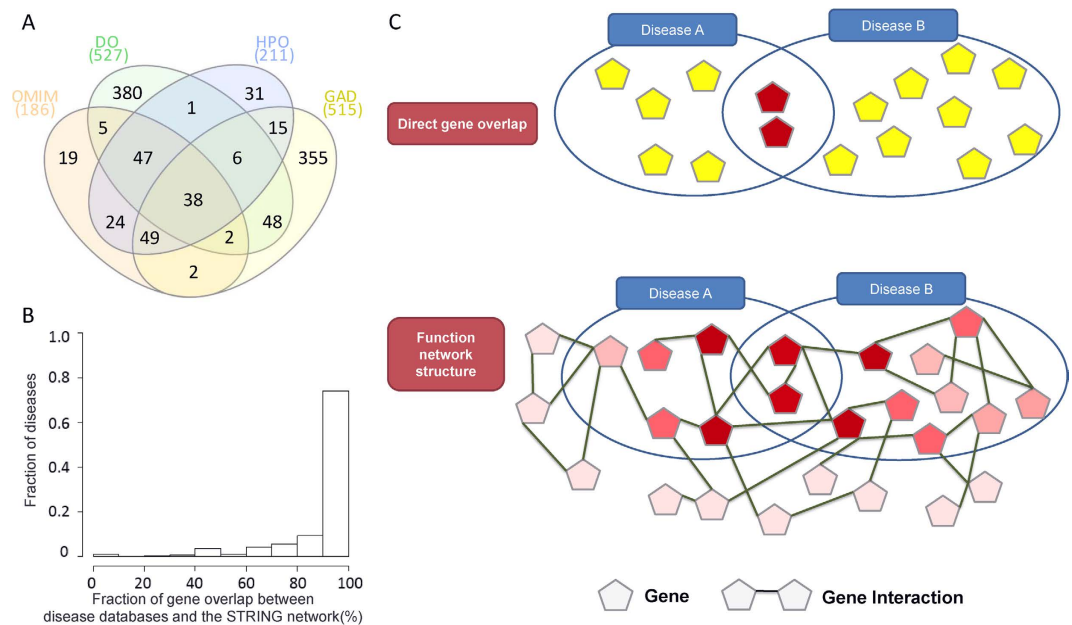 A
DO
(527)
HPO
(211)
OMIM
(186)
GAD
(515)
380
1
31
5
15
19
47
6
355
38
24
49
2
48
2
B
Fraction of diseases
1.0
0.8
0.6
0.4
0.2
0
0 20 40 60 80 100
Fraction of gene overlap between
disease databases and the STRING network(%)
C
Disease A
Disease B
Direct gene overlap
Disease A
Disease B
Function
network
structure
Gene
Gene Interaction